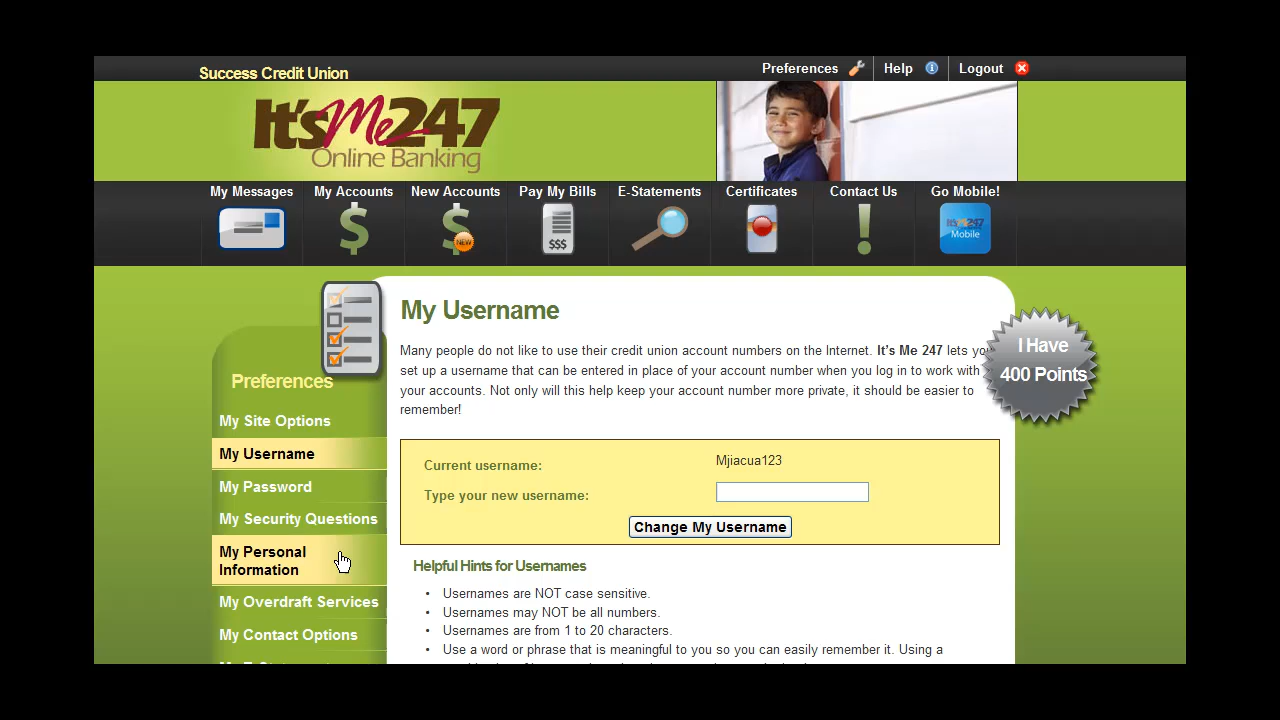 Success Credit Union
Preferences
Help
Logout
It's Me 247
Online Banking
My Messages
My Accounts
New Accounts
Pay My Bills
E-Statements
Certificates
Contact Us
Go Mobile!
NEW
$$$
It's Me 247
Mobile
Preferences
My Site Options
My Username
My Password
My Security Questions
My Personal
Information
My Overdraft Services
My Contact Options
My Username
Many people do not like to use their credit union account numbers on the Internet. It's Me 247 lets you
set up a username that can be entered in place of your account number when you log in to work with
your accounts. Not only will this help keep your account number more private, it should be easier to
remember!
I Have
400 Points
Current username: Mjiacua123
Type your new username:
Change My Username
Helpful Hints for Usernames
• Usernames are NOT case sensitive.
• Usernames may NOT be all numbers.
• Usernames are from 1 to 20 characters.
• Use a word or phrase that is meaningful to you so you can easily remember it. Using a